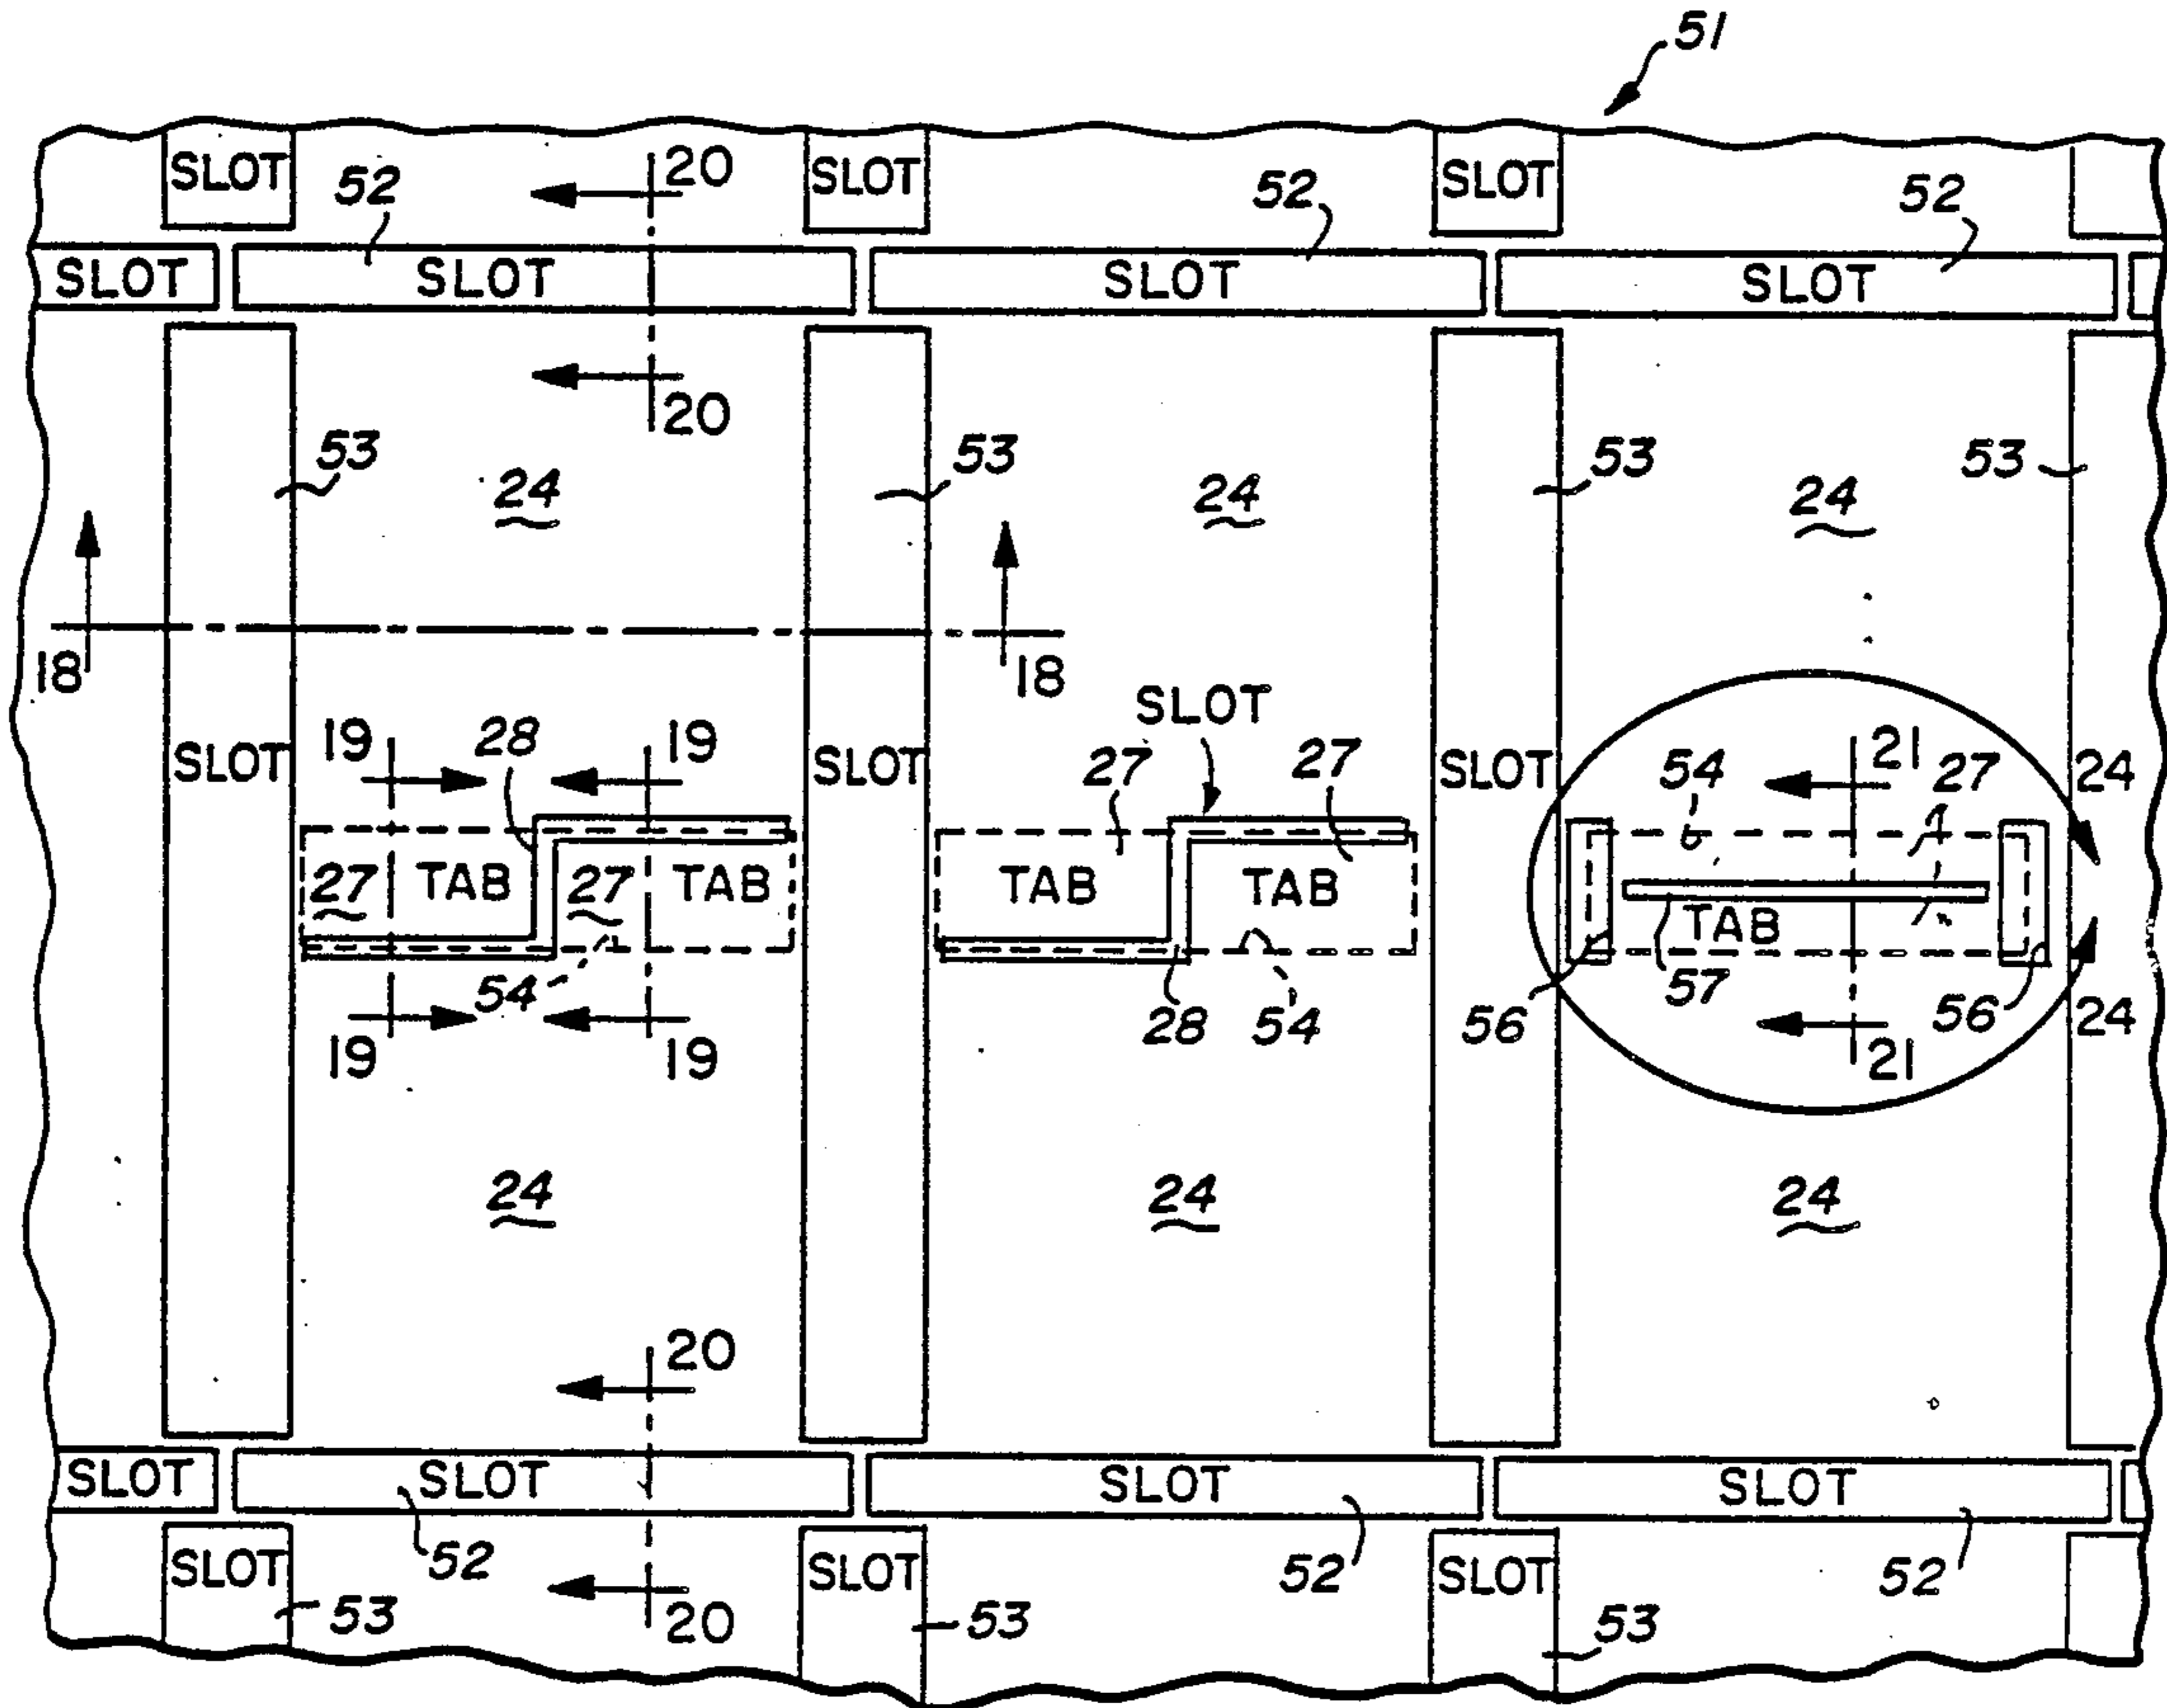 51
SLOT 52 20 SLOT 52 SLOT 52
SLOT SLOT SLOT SLOT
20
53 24 53 24 53 24 53
18 18
SLOT
SLOT 19 28 19 SLOT 27 27 SLOT 54 21 27 24
27 TAB 27 TAB TAB TAB TAB
54 57
19 19 28 54 56 21 56 24
24 24 24
20
SLOT SLOT SLOT SLOT
SLOT 52 SLOT SLOT 52 SLOT 52
53 20 53 53